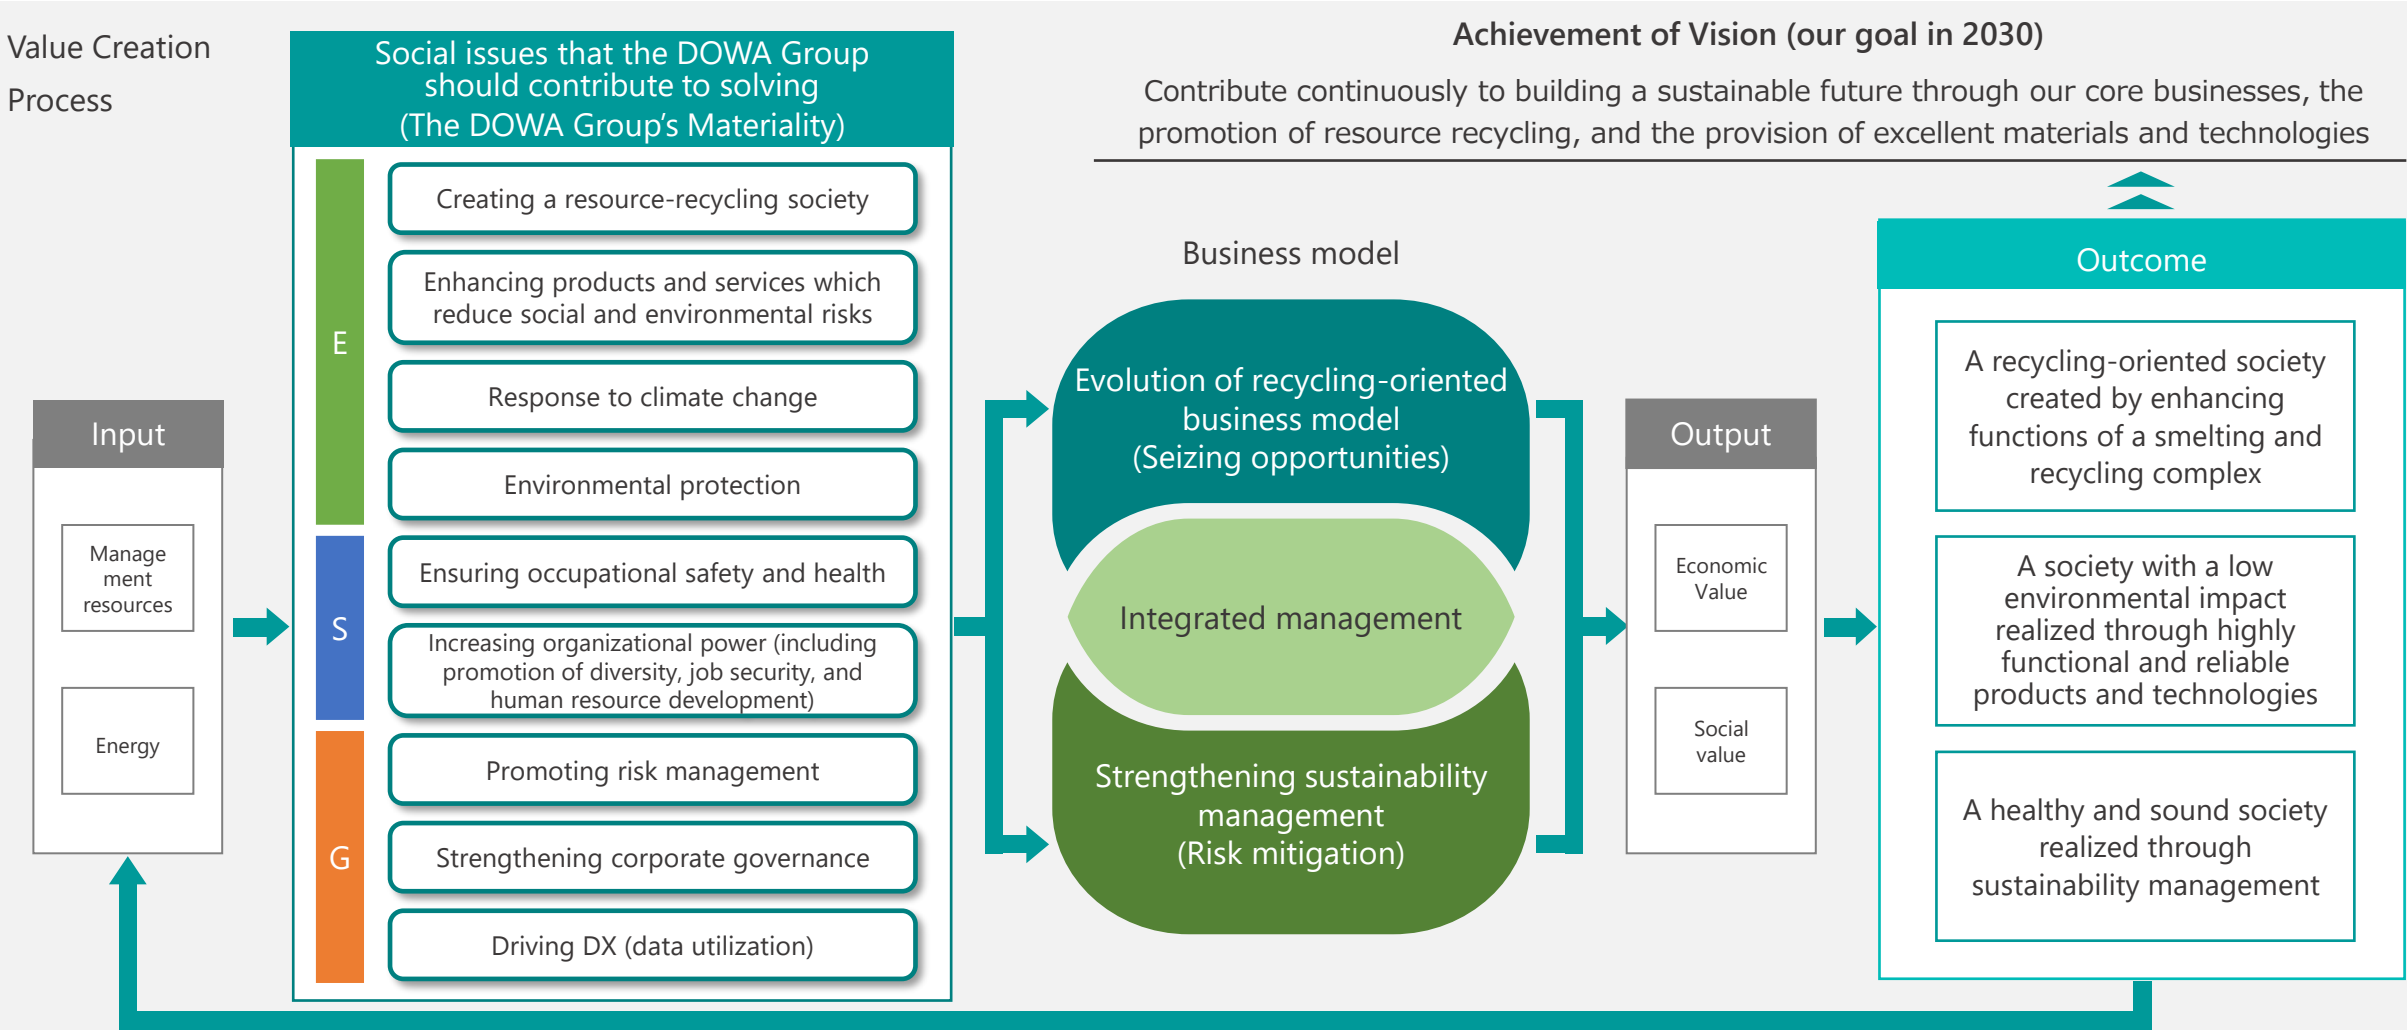 Value Creation
Process
Social issues that the DOWA Group
should contribute to solving
(The DOWA Group's Materiality)
Achievement of Vision (our goal in 2030)
Contribute continuously to building a sustainable future through our core businesses, the
promotion of resource recycling, and the provision of excellent materials and technologies
Input
Manage
ment
resources
Energy
E
Creating a resource-recycling society
Enhancing products and services which
reduce social and environmental risks
Response to climate change
Environmental protection
S
Ensuring occupational safety and health
Increasing organizational power (including
promotion of diversity, job security, and
human resource development)
G
Promoting risk management
Strengthening corporate governance
Driving DX (data utilization)
Business model
Evolution of recycling-oriented
business model
(Seizing opportunities)
Integrated management
Strengthening sustainability
management
(Risk mitigation)
Output
Economic
Value
Social
value
Outcome
A recycling-oriented society
created by enhancing
functions of a smelting and
recycling complex
A society with a low
environmental impact
realized through highly
functional and reliable
products and technologies
A healthy and sound society
realized through
sustainability management